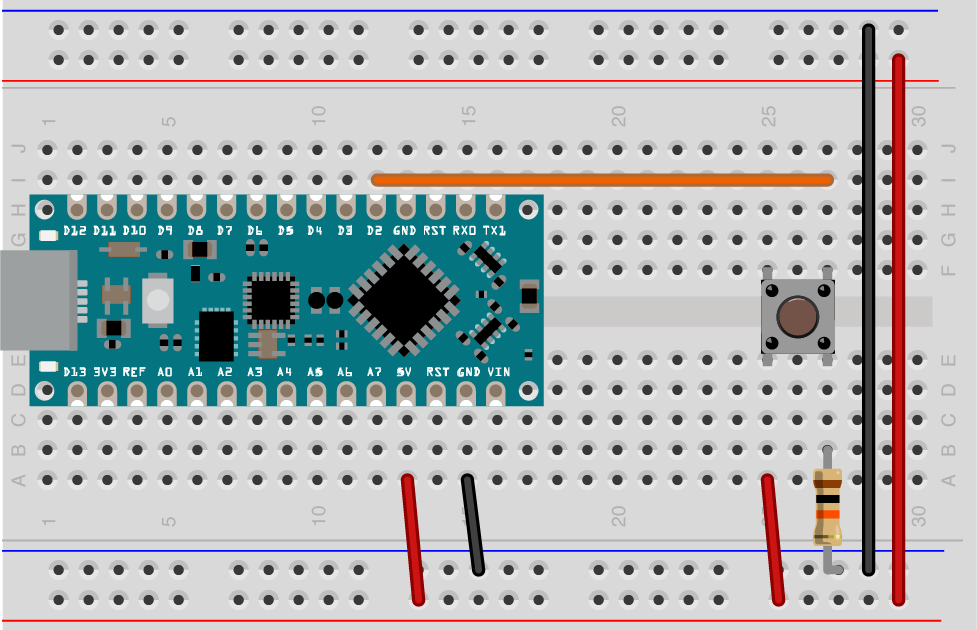 1 5 10 15 20 25 30
J J
I I
H H
D12 D11 D10 D9 D8 D7 D6 D5 D4 D3 D2 GND RST RX0 TX1
G G
F
E E
D13 3V3 REF A0 A1 A2 A3 A4 A5 A6 A7 5V RST GND VIN
D D
C C
B B
A A
1 5 10 20 30